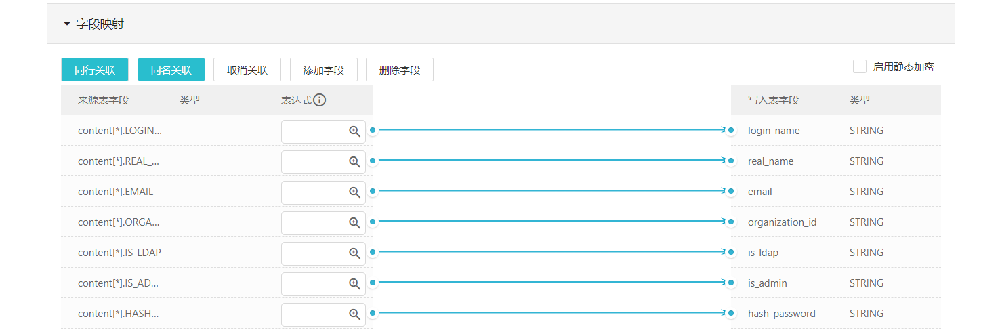 字段映射
同行关联 同名关联 取消关联 添加字段 删除字段 启用静态加密
来源表字段 类型 表达式 写入表字段 类型
content[*].LOGIN... login_name STRING
content[*].REAL_... real_name STRING
content[*].EMAIL email STRING
content[*].ORGA... organization_id STRING
content[*].IS_LDAP is_ldap STRING
content[*].IS_AD... is_admin STRING
content[*].HASH... hash_password STRING